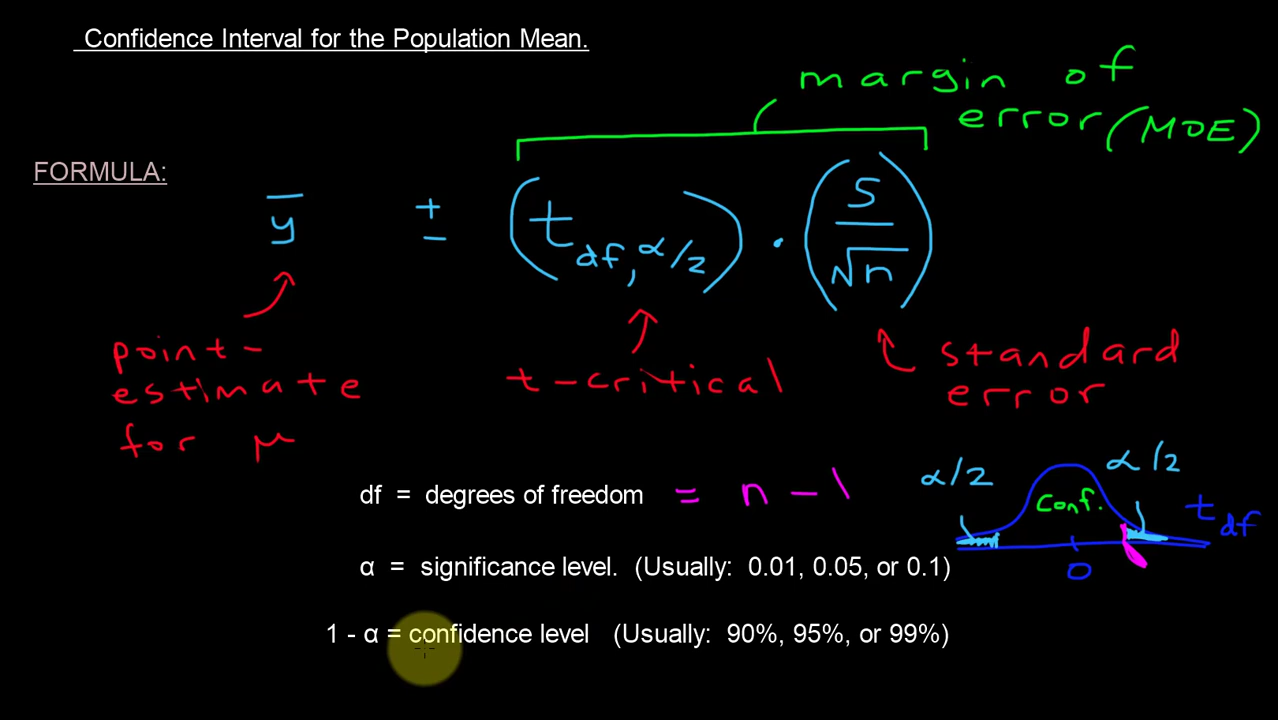 Confidence Interval for the Population Mean.
margin of
error (MOE)
FORMULA:
y̅ ± (t df, α/2) · (S / √n)
point-
estimate
for μ
t-critical
standard
error
df = degrees of freedom = n - 1
α = significance level. (Usually: 0.01, 0.05, or 0.1)
1 - α = confidence level (Usually: 90%, 95%, or 99%)
α/2
α/2
Conf.
t df
0